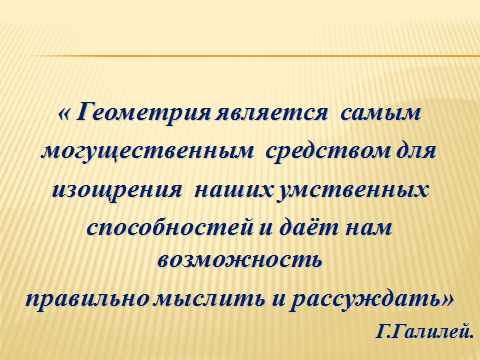 « Геометрия является самым
могущественным средством для
изощрения наших умственных
способностей и даёт нам
возможность
правильно мыслить и рассуждать»
Г.Галилей.